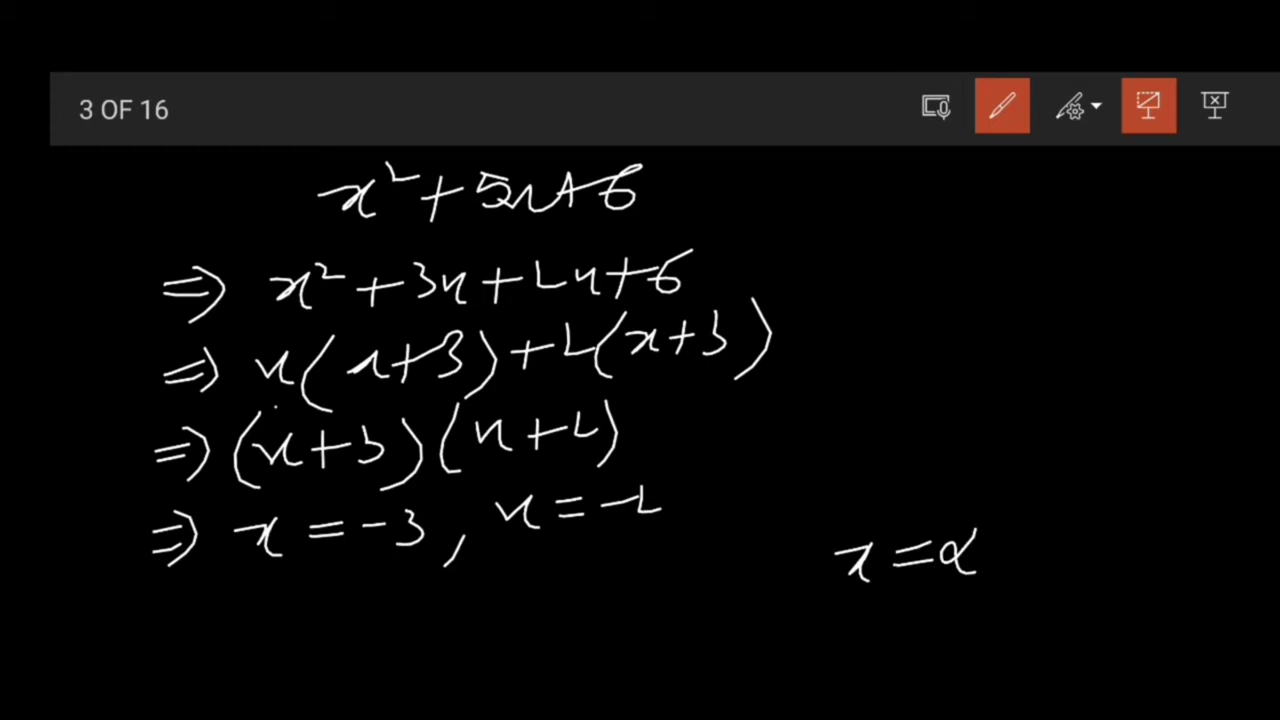 3 OF 16
x² + 5x + 6
⇒ x² + 3x + 2x + 6
⇒ x(x+3) + 2(x+3)
⇒ (x+3)(x+2)
⇒ x = -3, x = -2
x = α